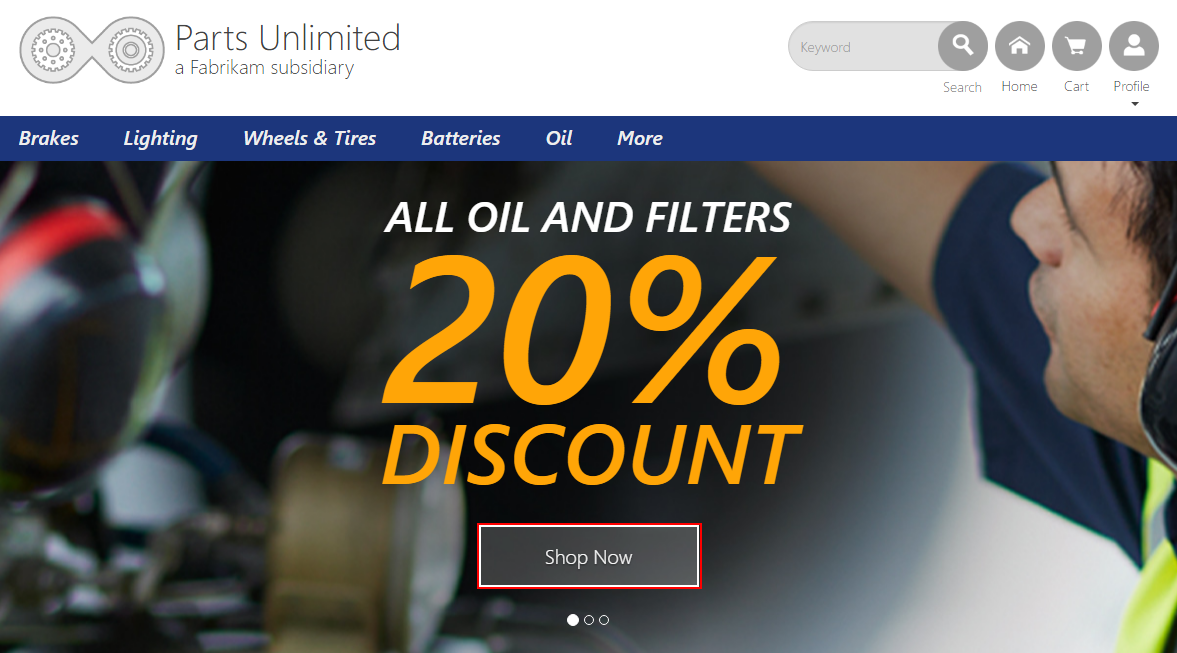 Parts Unlimited
a Fabrikam subsidiary
Keyword
Search Home Cart Profile
Brakes Lighting Wheels & Tires Batteries Oil More
ALL OIL AND FILTERS
20%
DISCOUNT
Shop Now